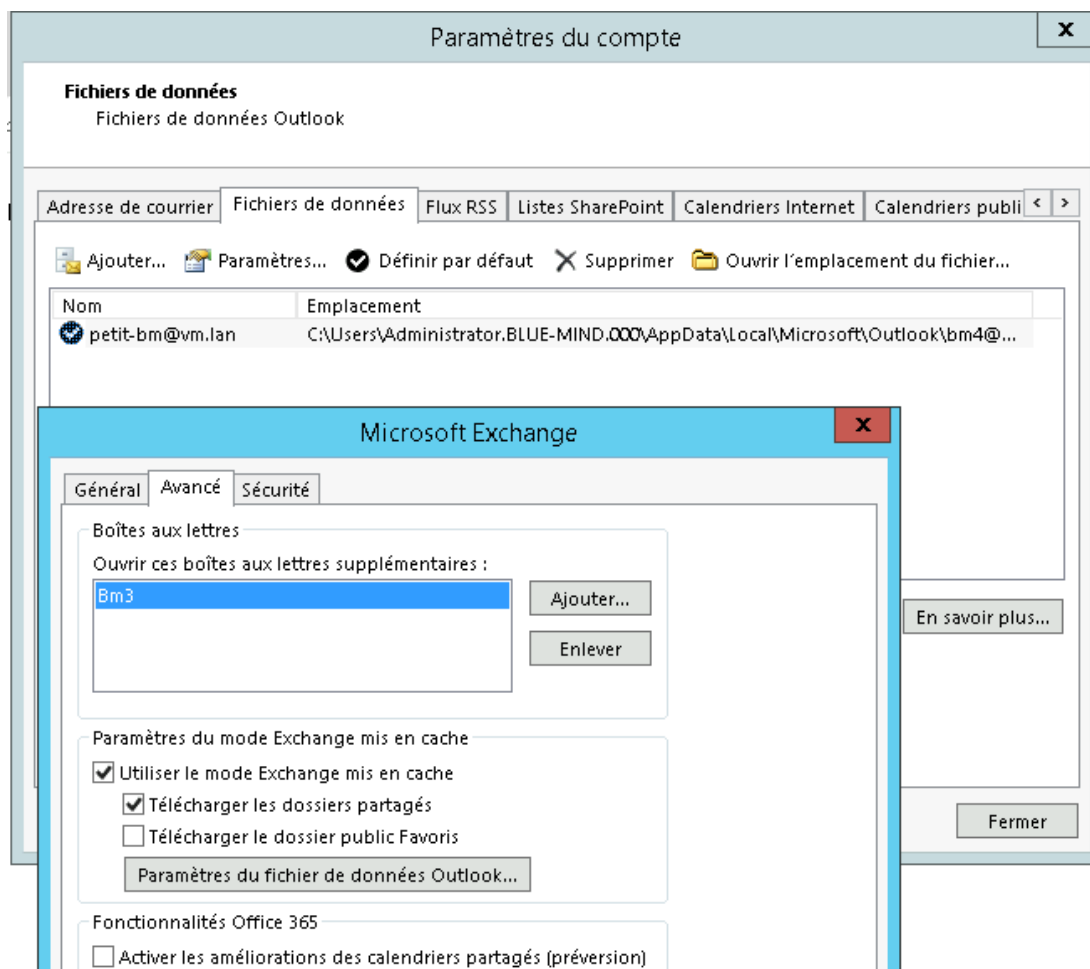 Paramètres du compte
x
Fichiers de données
Fichiers de données Outlook
Adresse de courrier Fichiers de données Flux RSS Listes SharePoint Calendriers Internet Calendriers publi < >
Ajouter... Paramètres... Définir par défaut Supprimer Ouvrir l'emplacement du fichier...
Nom Emplacement
petit-bm@vm.lan C:\Users\Administrator.BLUE-MIND.000\AppData\Local\Microsoft\Outlook\bm4@...
Microsoft Exchange
x
Général Avancé Sécurité
Boîtes aux lettres
Ouvrir ces boîtes aux lettres supplémentaires :
Bm3
Ajouter...
Enlever
En savoir plus...
Paramètres du mode Exchange mis en cache
Utiliser le mode Exchange mis en cache
Télécharger les dossiers partagés
Télécharger le dossier public Favoris
Fermer
Paramètres du fichier de données Outlook...
Fonctionnalités Office 365
Activer les améliorations des calendriers partagés (préversion)